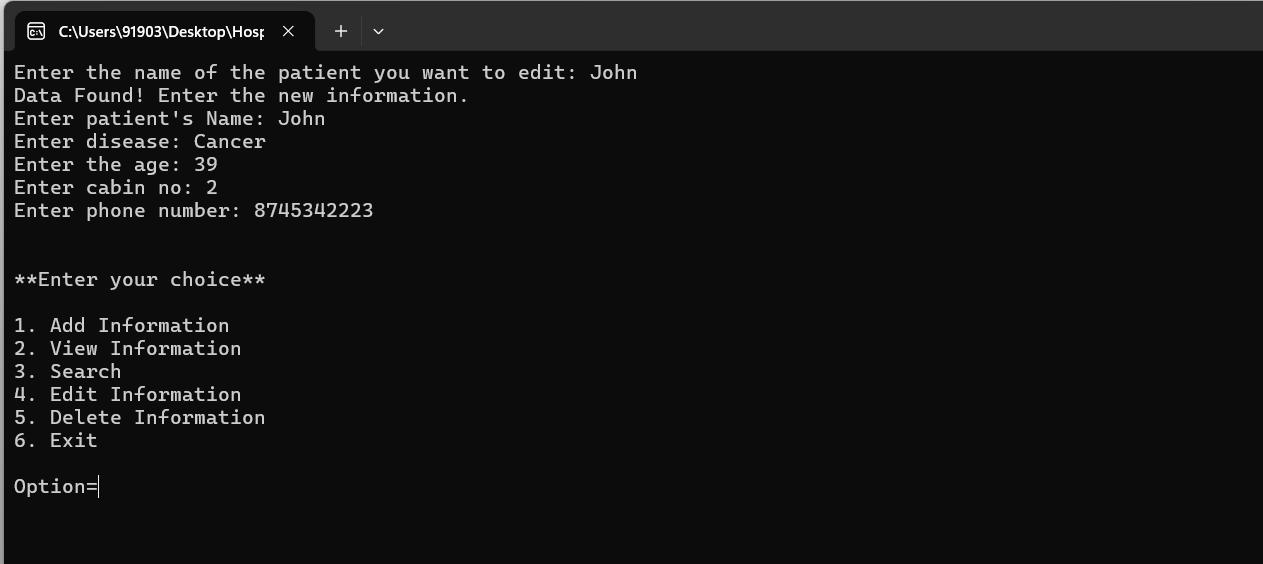 C:\Users\91903\Desktop\Hosp
Enter the name of the patient you want to edit: John
Data Found! Enter the new information.
Enter patient's Name: John
Enter disease: Cancer
Enter the age: 39
Enter cabin no: 2
Enter phone number: 8745342223
**Enter your choice**
1. Add Information
2. View Information
3. Search
4. Edit Information
5. Delete Information
6. Exit
Option=